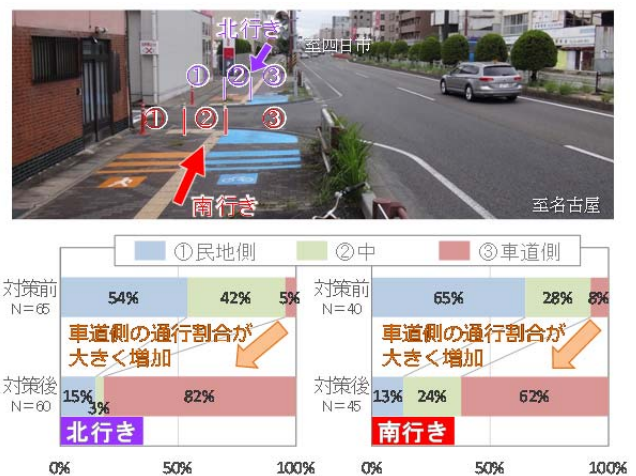 北行き
至四日市
① ② ③
① ② ③
南行き
至名古屋
①民地側 ②中 ③車道側
対策前
N=65
54% 42% 5%
車道側の通行割合が
大きく増加
対策後
N=60
15% 3% 82%
北行き
0% 50% 100%
対策前
N=40
65% 28% 8%
車道側の通行割合が
大きく増加
対策後
N=45
13% 24% 62%
南行き
0% 50% 100%